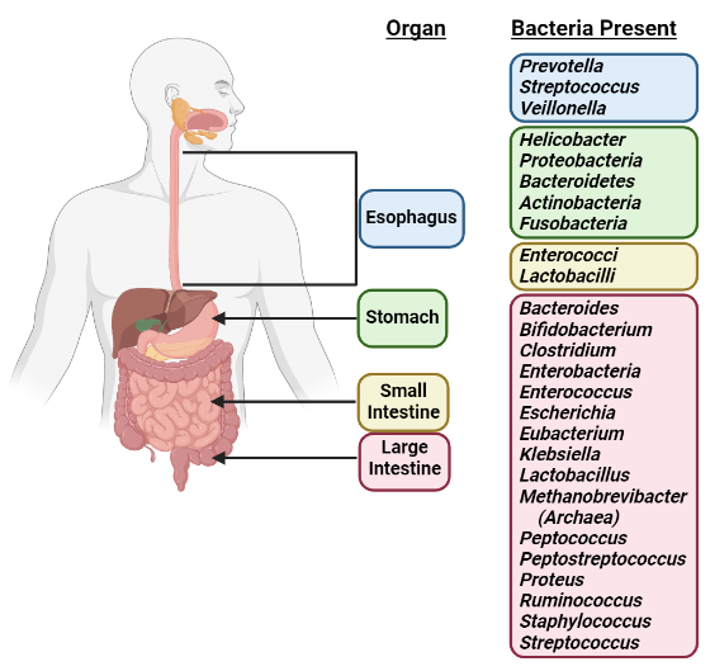 Organ
Bacteria Present
Esophagus
Stomach
Small
Intestine
Large
Intestine
Prevotella
Streptococcus
Veillonella
Helicobacter
Proteobacteria
Bacteroidetes
Actinobacteria
Fusobacteria
Enterococci
Lactobacilli
Bacteroides
Bifidobacterium
Clostridium
Enterobacteria
Enterococcus
Escherichia
Eubacterium
Klebsiella
Lactobacillus
Methanobrevibacter
(Archaea)
Peptococcus
Peptostreptococcus
Proteus
Ruminococcus
Staphylococcus
Streptococcus